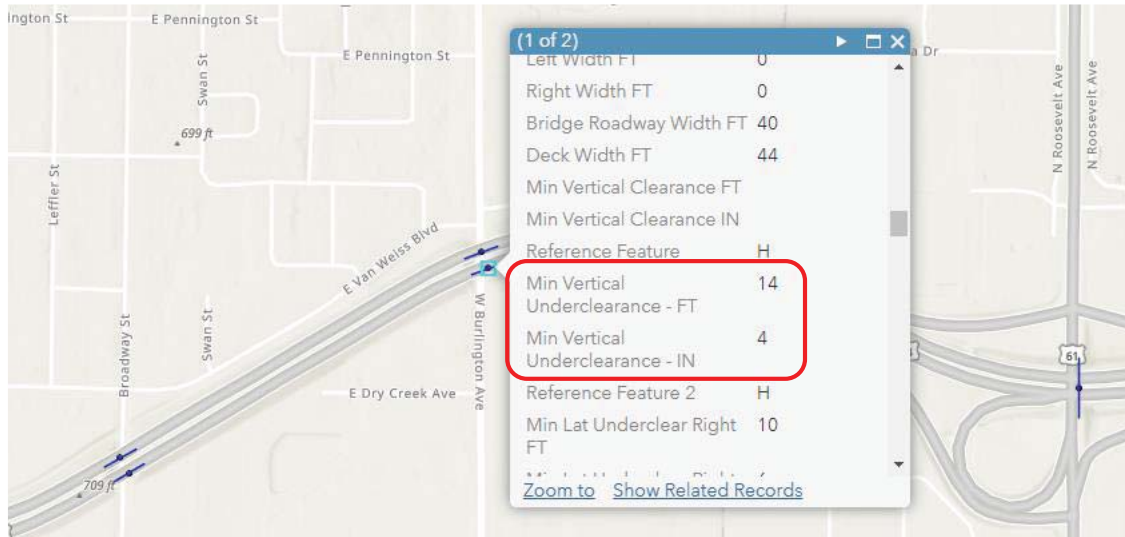 ington St
E Pennington St
E Pennington St
Swan St
699 ft
Leffler St
E Van Weiss Blvd
W Burlington Ave
Broadway St
Swan St
E Dry Creek Ave
709 ft
(1 of 2)
Left Width FT 0
Right Width FT 0
Bridge Roadway Width FT 40
Deck Width FT 44
Min Vertical Clearance FT
Min Vertical Clearance IN
Reference Feature H
Min Vertical 14
Underclearance - FT
Min Vertical 4
Underclearance - IN
Reference Feature 2 H
Min Lat Underclear Right 10
FT
Zoom to Show Related Records
a Dr
N Roosevelt Ave
N Roosevelt Ave
61